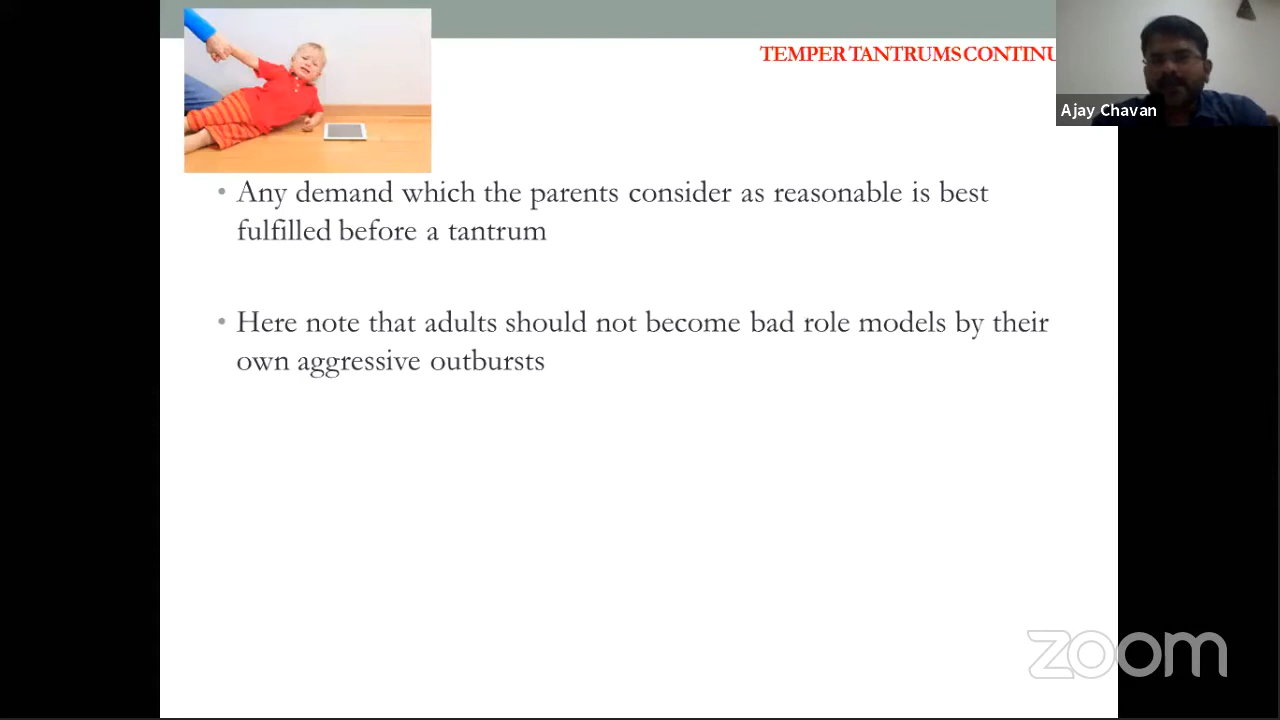 TEMPER TANTRUMS CONTINU
Ajay Chavan
• Any demand which the parents consider as reasonable is best
fulfilled before a tantrum
• Here note that adults should not become bad role models by their
own aggressive outbursts
zoom